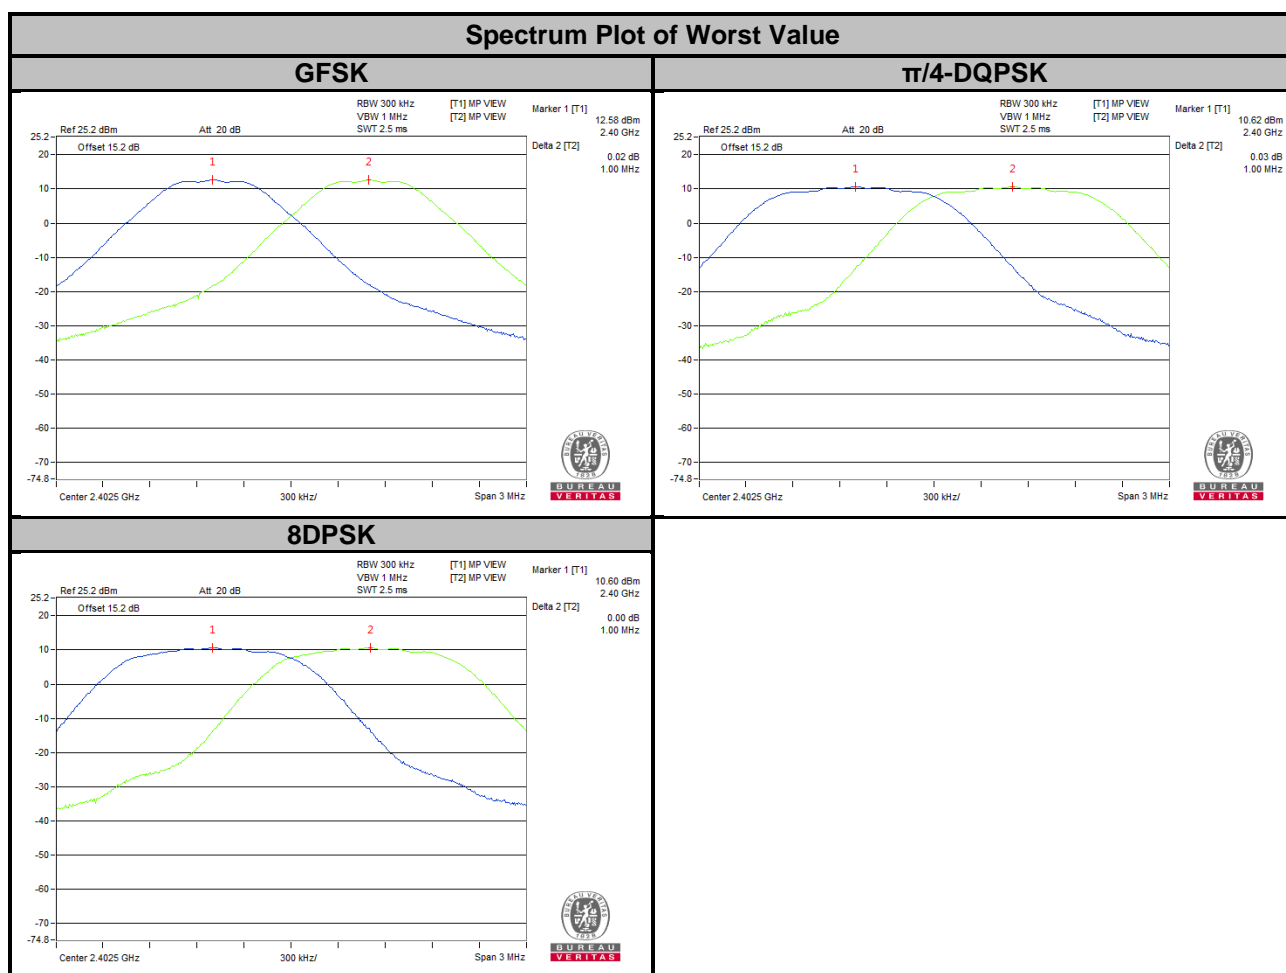 Spectrum Plot of Worst Value
GFSK
RBW 300 kHz [T1] MP VIEW
VBW 1 MHz [T2] MP VIEW
Ref 25.2 dBm Att 20 dB SWT 2.5 ms
Marker 1 [T1]
12.58 dBm
2.40 GHz
Delta 2 [T2]
0.02 dB
1.00 MHz
Offset 15.2 dB
1 2
25.2
20
10
0
-10
-20
-30
-40
-50
-60
-70
-74.8
Center 2.4025 GHz 300 kHz/ Span 3 MHz
BUREAU VERITAS
1828
BUREAU
VERITAS
π/4-DQPSK
RBW 300 kHz [T1] MP VIEW
VBW 1 MHz [T2] MP VIEW
Ref 25.2 dBm Att 20 dB SWT 2.5 ms
Marker 1 [T1]
10.62 dBm
2.40 GHz
Delta 2 [T2]
0.03 dB
1.00 MHz
Offset 15.2 dB
1 2
25.2
20
10
0
-10
-20
-30
-40
-50
-60
-70
-74.8
Center 2.4025 GHz 300 kHz/ Span 3 MHz
BUREAU VERITAS
1828
BUREAU
VERITAS
8DPSK
RBW 300 kHz [T1] MP VIEW
VBW 1 MHz [T2] MP VIEW
Ref 25.2 dBm Att 20 dB SWT 2.5 ms
Marker 1 [T1]
10.60 dBm
2.40 GHz
Delta 2 [T2]
0.00 dB
1.00 MHz
Offset 15.2 dB
1 2
25.2
20
10
0
-10
-20
-30
-40
-50
-60
-70
-74.8
Center 2.4025 GHz 300 kHz/ Span 3 MHz
BUREAU VERITAS
1828
BUREAU
VERITAS